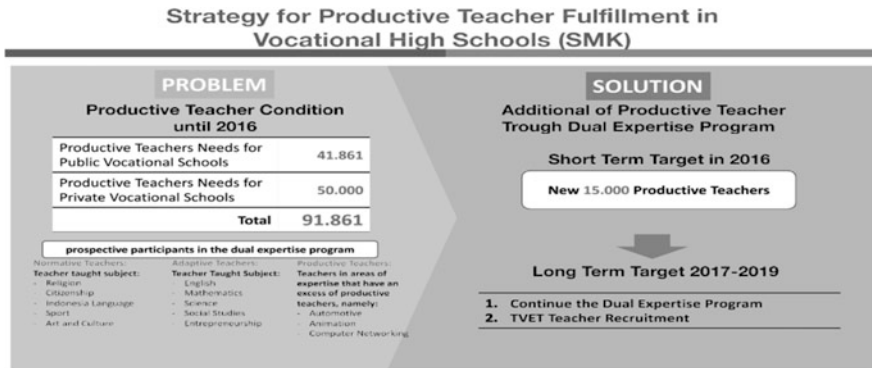 Strategy for Productive Teacher Fulfillment in
Vocational High Schools (SMK)
PROBLEM
Productive Teacher Condition
until 2016
Productive Teachers Needs for
Public Vocational Schools
41.861
Productive Teachers Needs for
Private Vocational Schools
50.000
Total 91.861
prospective participants in the dual expertise program
Normative Teachers:
Teacher taught subject:
- Religion
- Citizenship
- Indonesia Language
- Sport
- Art and Culture
Adaptive Teachers:
Teacher Taught Subject:
- English
- Mathematics
- Science
- Social Studies
- Entrepreneurship
Productive Teachers:
Teachers in areas of
expertise that have an
excess of productive
teachers, namely:
- Automotive
- Animation
- Computer Networking
SOLUTION
Additional of Productive Teacher
Trough Dual Expertise Program
Short Term Target in 2016
New 15.000 Productive Teachers
Long Term Target 2017-2019
1. Continue the Dual Expertise Program
2. TVET Teacher Recruitment